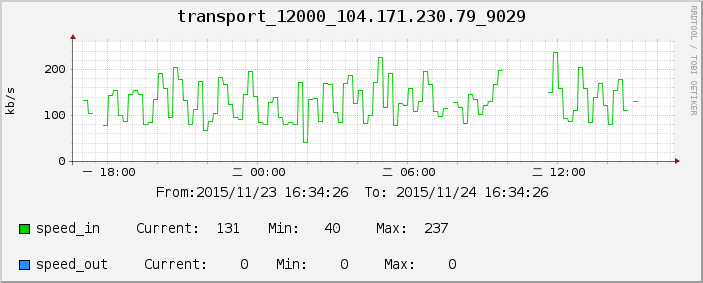 transport_12000_104.171.230.79_9029
RRDTOOL / TOBI OETIKER
kb/s
200
100
0
一 18:00 二 00:00 二 06:00 二 12:00
From:2015/11/23 16:34:26 To: 2015/11/24 16:34:26
speed_in Current: 131 Min: 40 Max: 237
speed_out Current: 0 Min: 0 Max: 0